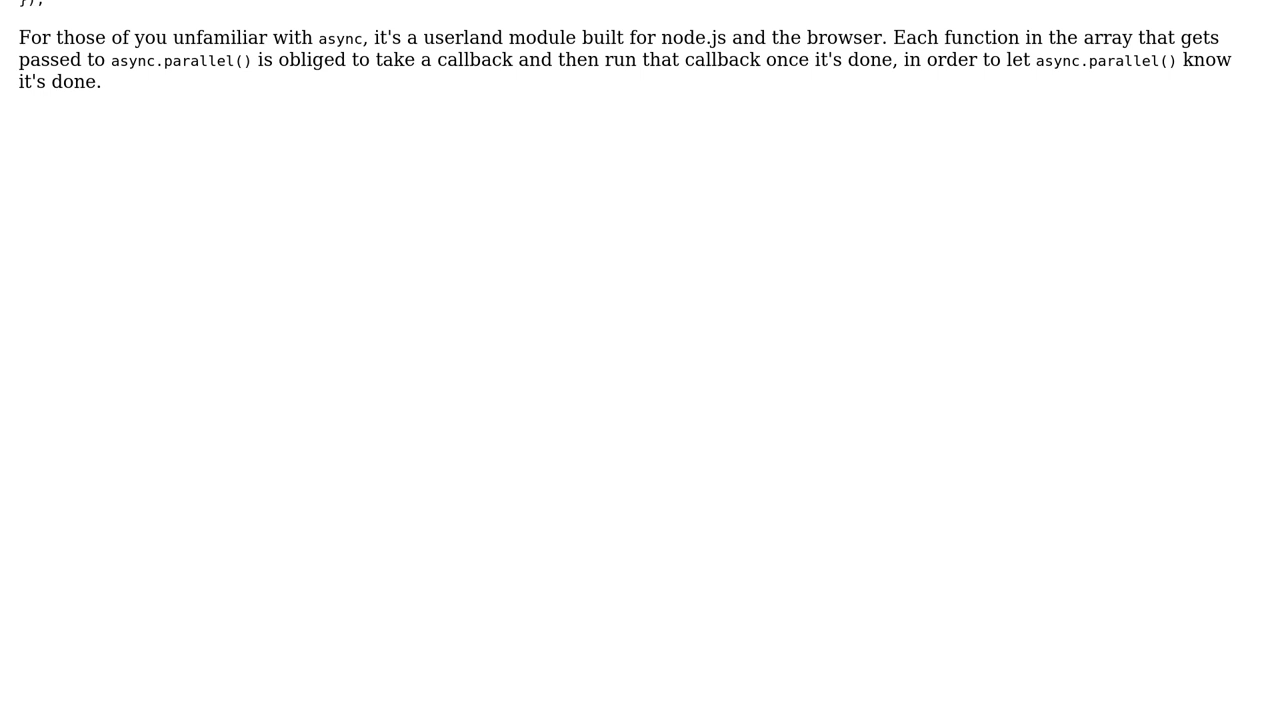 });
For those of you unfamiliar with async, it's a userland module built for node.js and the browser. Each function in the array that gets
passed to async.parallel() is obliged to take a callback and then run that callback once it's done, in order to let async.parallel() know
it's done.